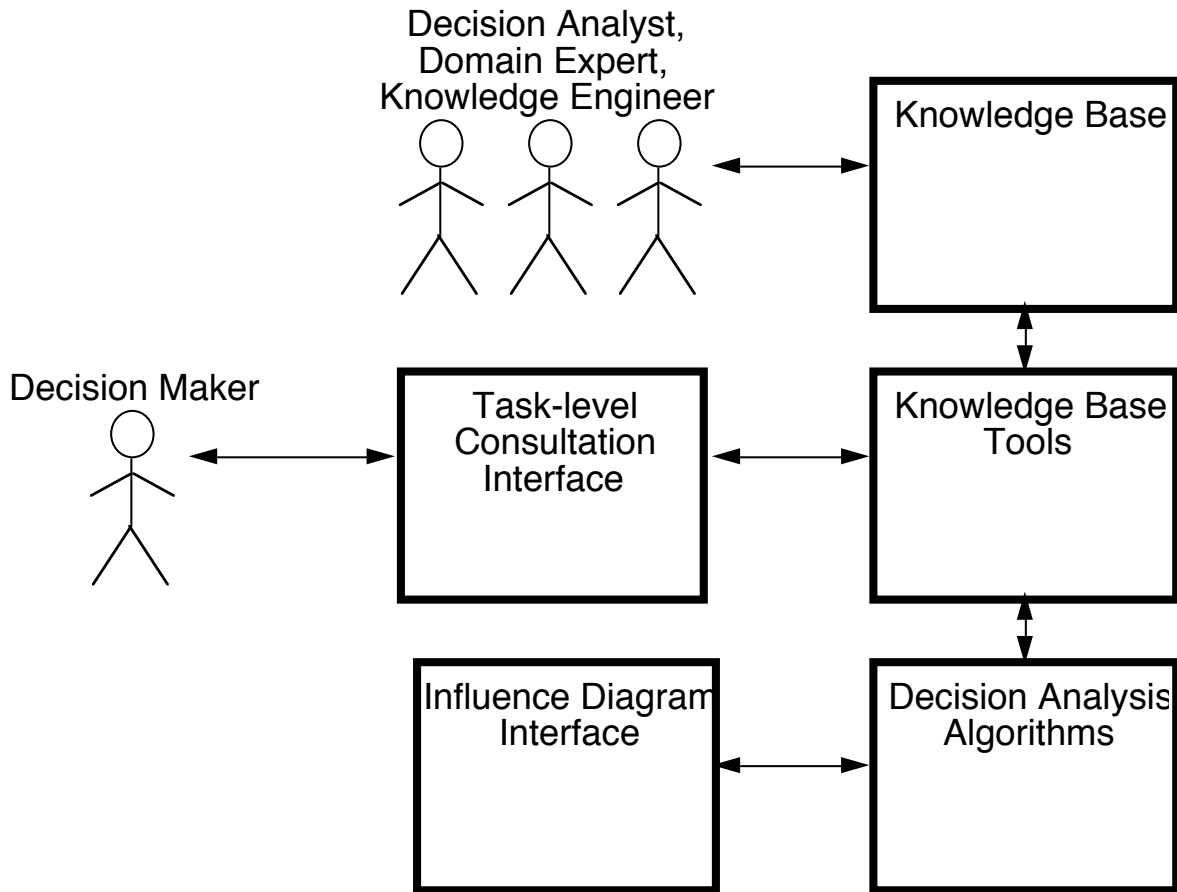 Decision Analyst,
Domain Expert,
Knowledge Engineer
Knowledge Base
Decision Maker
Task-level
Consultation
Interface
Knowledge Base
Tools
Influence Diagram
Interface
Decision Analysis
Algorithms